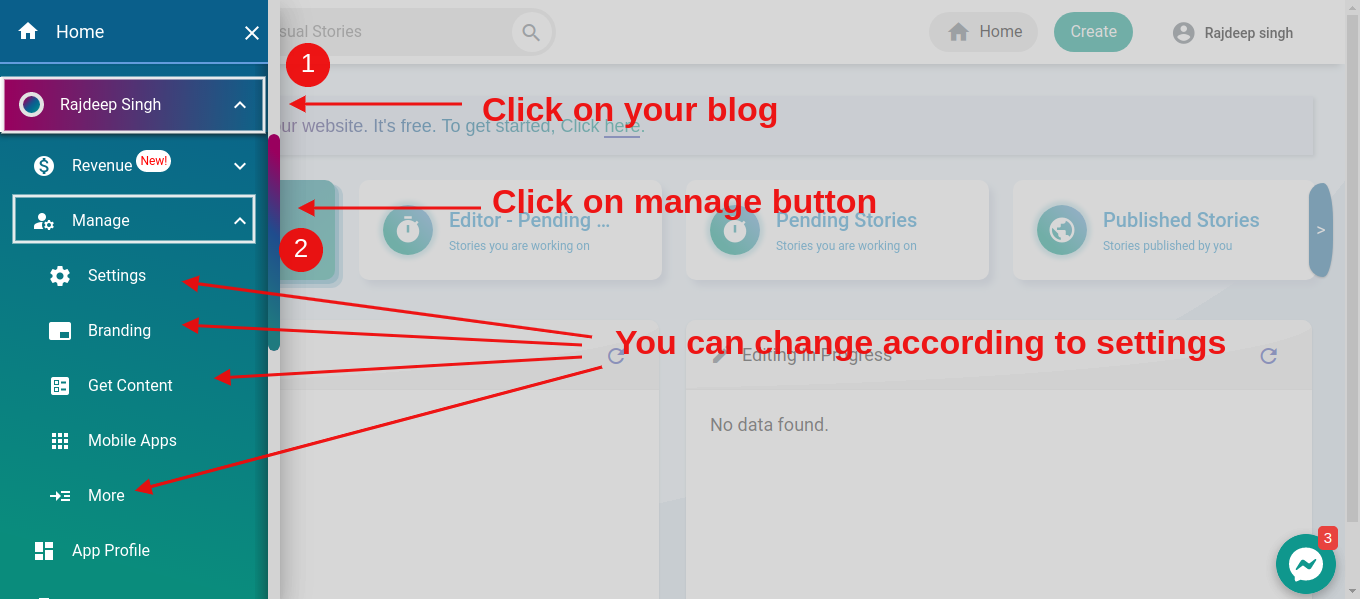 Home
sual Stories
Home
Create
Rajdeep singh
1
Rajdeep Singh
Click on your blog
ur website. It's free. To get started, Click here.
Revenue New!
Click on manage button
Manage
2
Editor - Pending ...
Stories you are working on
Pending Stories
Stories you are working on
Published Stories
Stories published by you
>
Settings
Branding
You can change according to settings
Editing In Progress
Get Content
No data found.
Mobile Apps
More
App Profile
3